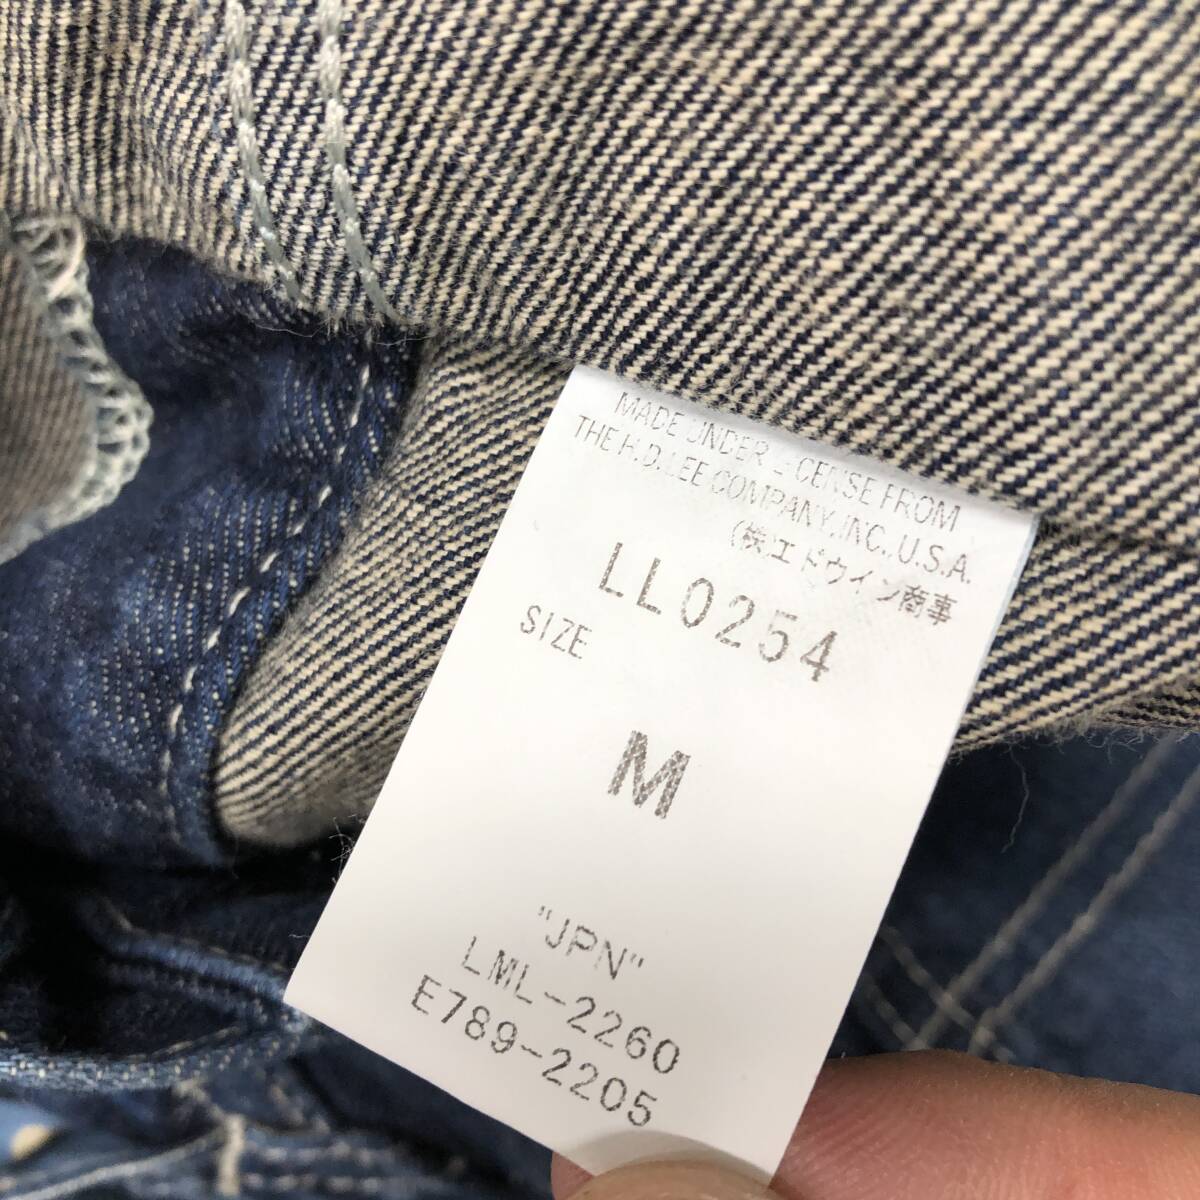 MADE UNDER LICENSE FROM
THE H.D. LEE COMPANY, INC., U.S.A.
(株)エドウイン商事
LL0254
SIZE
M
"JPN"
LML-2260
E789-2205